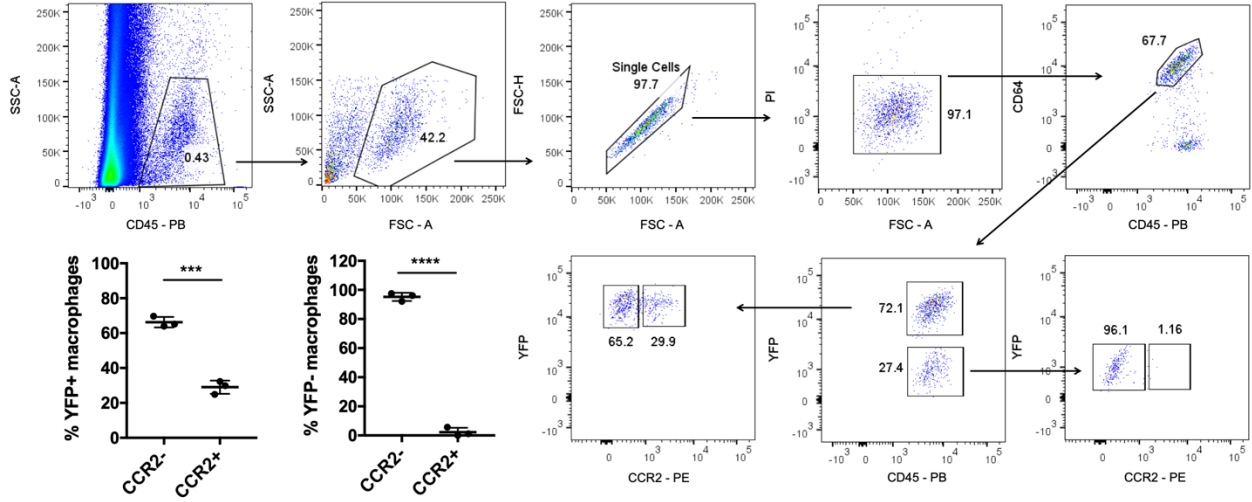 250K
200K
150K
100K
50K
0
SSC-A
0.43
-10³ 0 10³ 10⁴ 10⁵
CD45 - PB
250K
200K
150K
100K
50K
0
SSC-A
42.2
50K 100K 150K 200K 250K
FSC - A
250K
200K
150K
100K
50K
0
FSC-H
Single Cells
97.7
50K 100K 150K 200K 250K
FSC - A
10⁵
10⁴
10³
0
-10³
PI
97.1
50K 100K 150K 200K 250K
FSC - A
10⁵
10⁴
10³
0
-10³
CD64
67.7
-10³ 0 10³ 10⁴ 10⁵
CD45 - PB
100
80
60
40
20
0
% YFP+ macrophages
***
CCR2- CCR2+
120
100
80
60
40
20
0
% YFP- macrophages
****
CCR2- CCR2+
10⁵
10⁴
10³
0
-10³
YFP
65.2 29.9
0 10³ 10⁴ 10⁵
CCR2 - PE
10⁵
10⁴
10³
0
-10³
YFP
72.1
27.4
-10³ 0 10³ 10⁴ 10⁵
CD45 - PB
10⁵
10⁴
10³
0
-10³
YFP
96.1 1.16
0 10³ 10⁴ 10⁵
CCR2 - PE